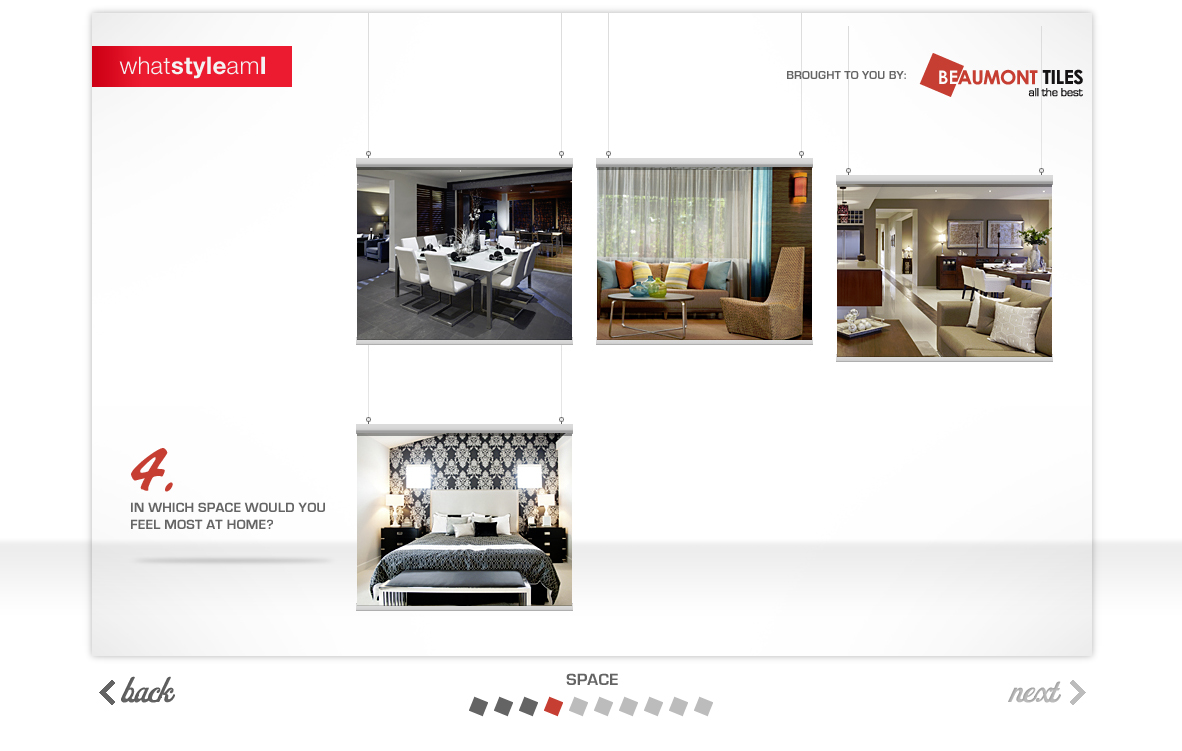 whatstyleamI
BROUGHT TO YOU BY:
BEAUMONT TILES
all the best
4.
IN WHICH SPACE WOULD YOU
FEEL MOST AT HOME?
back
SPACE
next